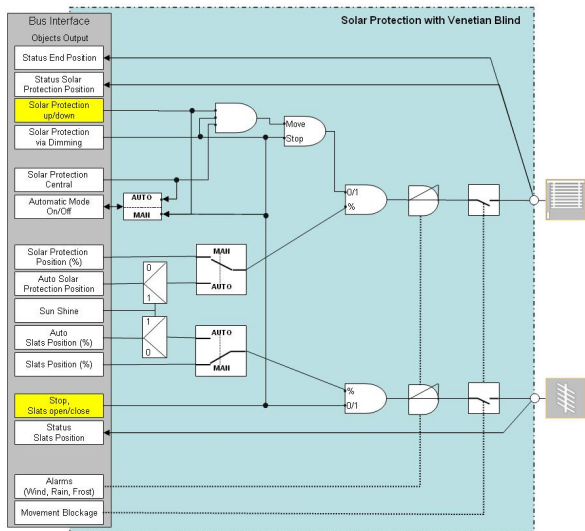 Bus Interface
Solar Protection with Venetian Blind
Objects Output
Status End Position
Status Solar
Protection Position
Solar Protection
up/down
Solar Protection
via Dimming
Move
Stop
Solar Protection
Central
Automatic Mode
On/Off
AUTO
MAN
0/1
%
Solar Protection
Position (%)
Auto Solar
Protection Position
Sun Shine
Auto
Slats Position (%)
Slats Position (%)
0
1
1
0
MAN
AUTO
AUTO
MAN
%
0/1
Stop,
Slats open/close
Status
Slats Position
Alarms
(Wind, Rain, Frost)
Movement Blockage